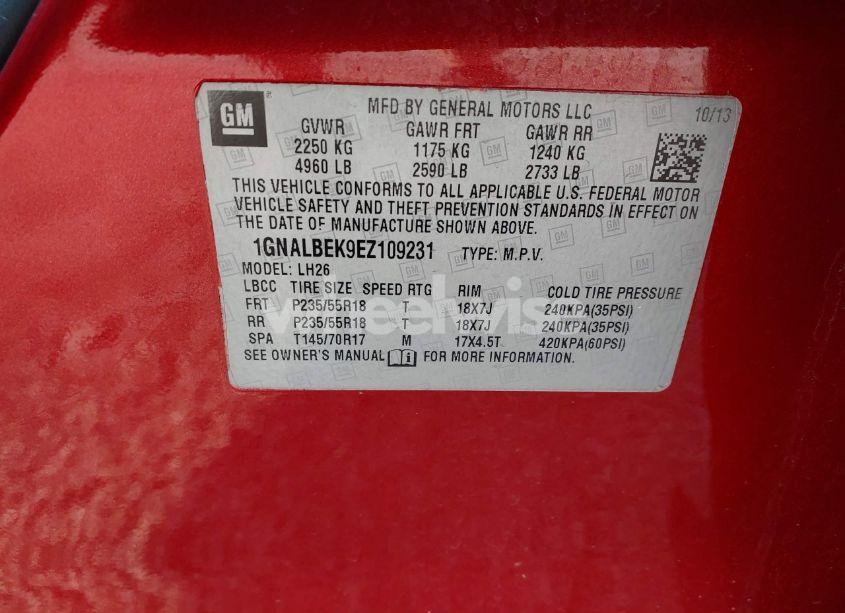 GM
MFD BY GENERAL MOTORS LLC 10/13
GVWR GAWR FRT GAWR RR
2250 KG 1175 KG 1240 KG
4960 LB 2590 LB 2733 LB
THIS VEHICLE CONFORMS TO ALL APPLICABLE U.S. FEDERAL MOTOR
VEHICLE SAFETY AND THEFT PREVENTION STANDARDS IN EFFECT ON
THE DATE OF MANUFACTURE SHOWN ABOVE.
1GNALBEK9EZ109231 TYPE: M.P.V.
MODEL: LH26
LBCC TIRE SIZE SPEED RTG RIM COLD TIRE PRESSURE
FRT P235/55R18 T 18X7J 240KPA(35PSI)
RR P235/55R18 T 18X7J 240KPA(35PSI)
SPA T145/70R17 M 17X4.5T 420KPA(60PSI)
SEE OWNER'S MANUAL FOR MORE INFORMATION.